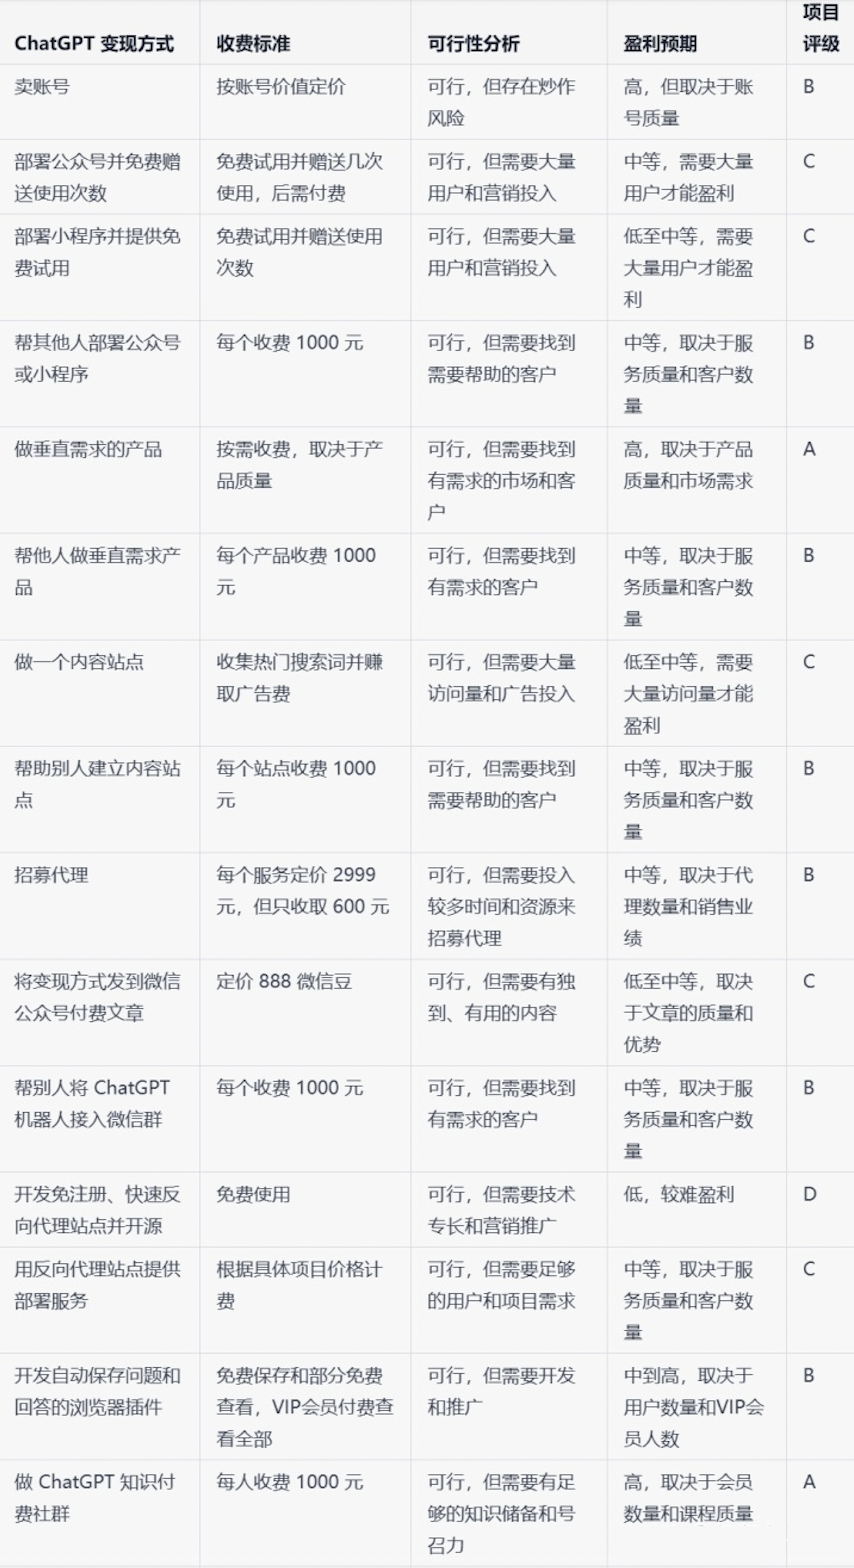 ChatGPT 变现方式 收费标准 可行性分析 盈利预期 项目
评级
卖账号 按账号价值定价 可行，但存在炒作 高，但取决于账 B
风险 号质量
部署公众号并免费赠 免费试用并赠送几次 可行，但需要大量 中等，需要大量 C
送使用次数 使用，后需付费 用户和营销投入 用户才能盈利
部署小程序并提供免 免费试用并赠送使用 可行，但需要大量 低至中等，需要 C
费试用 次数 用户和营销投入 大量用户才能盈
利
帮其他人部署公众号 每个收费 1000 元 可行，但需要找到 中等，取决于服 B
或小程序 需要帮助的客户 务质量和客户数
量
做垂直需求的产品 按需收费，取决于产 可行，但需要找到 高，取决于产品 A
品质量 有需求的市场和客 质量和市场需求
户
帮他人做垂直需求产 每个产品收费 1000 可行，但需要找到 中等，取决于服 B
品 元 有需求的客户 务质量和客户数
量
做一个内容站点 收集热门搜索词并赚 可行，但需要大量 低至中等，需要 C
取广告费 访问量和广告投入 大量访问量才能
盈利
帮助别人建立内容站 每个站点收费 1000 可行，但需要找到 中等，取决于服 B
点 元 需要帮助的客户 务质量和客户数
量
招募代理 每个服务定价 2999 可行，但需要投入 中等，取决于代 B
元，但只收取 600 元 较多时间和资源来 理数量和销售业
招募代理 绩
将变现方式发到微信 定价 888 微信豆 可行，但需要有独 低至中等，取决 C
公众号付费文章 到、有用的内容 于文章的质量和
优势
帮别人将 ChatGPT 每个收费 1000 元 可行，但需要找到 中等，取决于服 B
机器人接入微信群 有需求的客户 务质量和客户数
量
开发免注册、快速反 免费使用 可行，但需要技术 低，较难盈利 D
向代理站点并开源 专长和营销推广
用反向代理站点提供 根据具体项目价格计 可行，但需要足够 中等，取决于服 C
部署服务 费 的用户和项目需求 务质量和客户数
量
开发自动保存问题和 免费保存和部分免费 可行，但需要开发 中到高，取决于 B
回答的浏览器插件 查看，VIP会员付费查 和推广 用户数量和VIP会
看全部 员人数
做 ChatGPT 知识付 每人收费 1000 元 可行，但需要有足 高，取决于会员 A
费社群 够的知识储备和号 数量和课程质量
召力